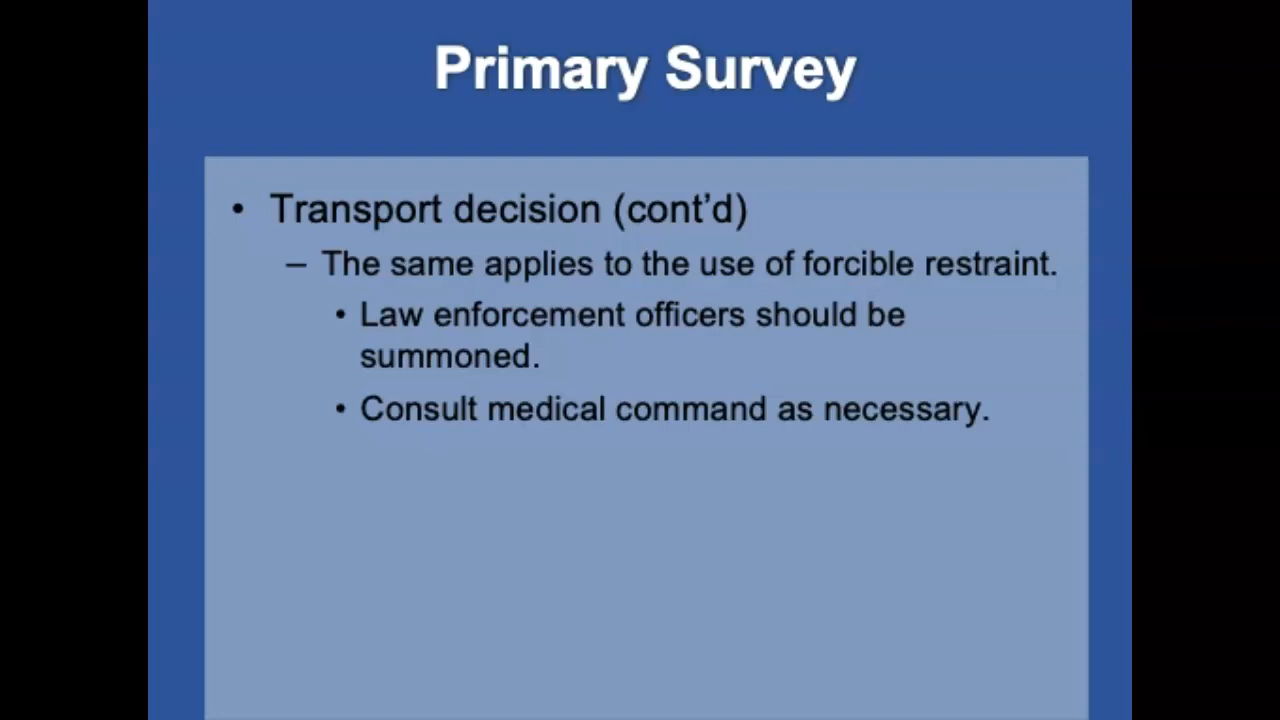 Primary Survey
• Transport decision (cont’d)
– The same applies to the use of forcible restraint.
• Law enforcement officers should be
summoned.
• Consult medical command as necessary.